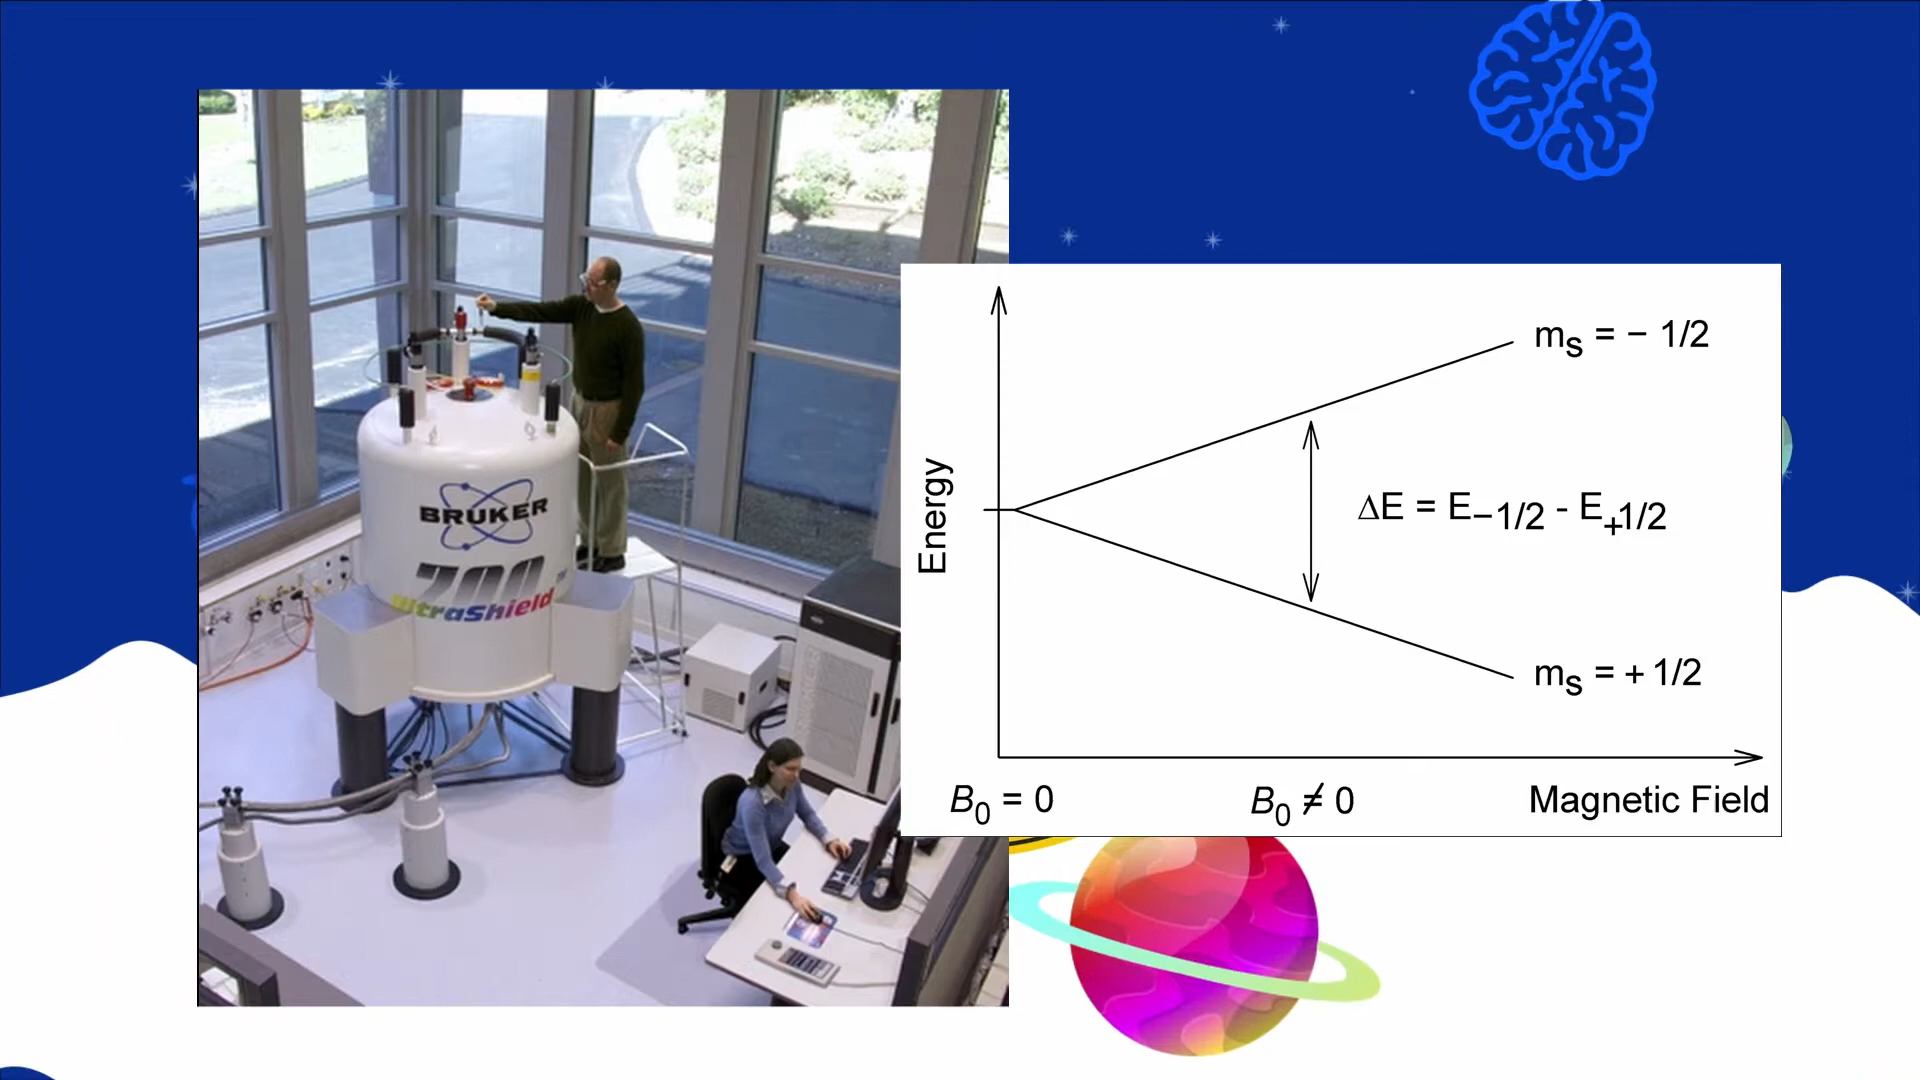 BRUKER
700
ultrashield
Energy
mS = − 1/2
ΔE = E−1/2 - E+1/2
mS = + 1/2
B0 = 0
B0 ≠ 0
Magnetic Field